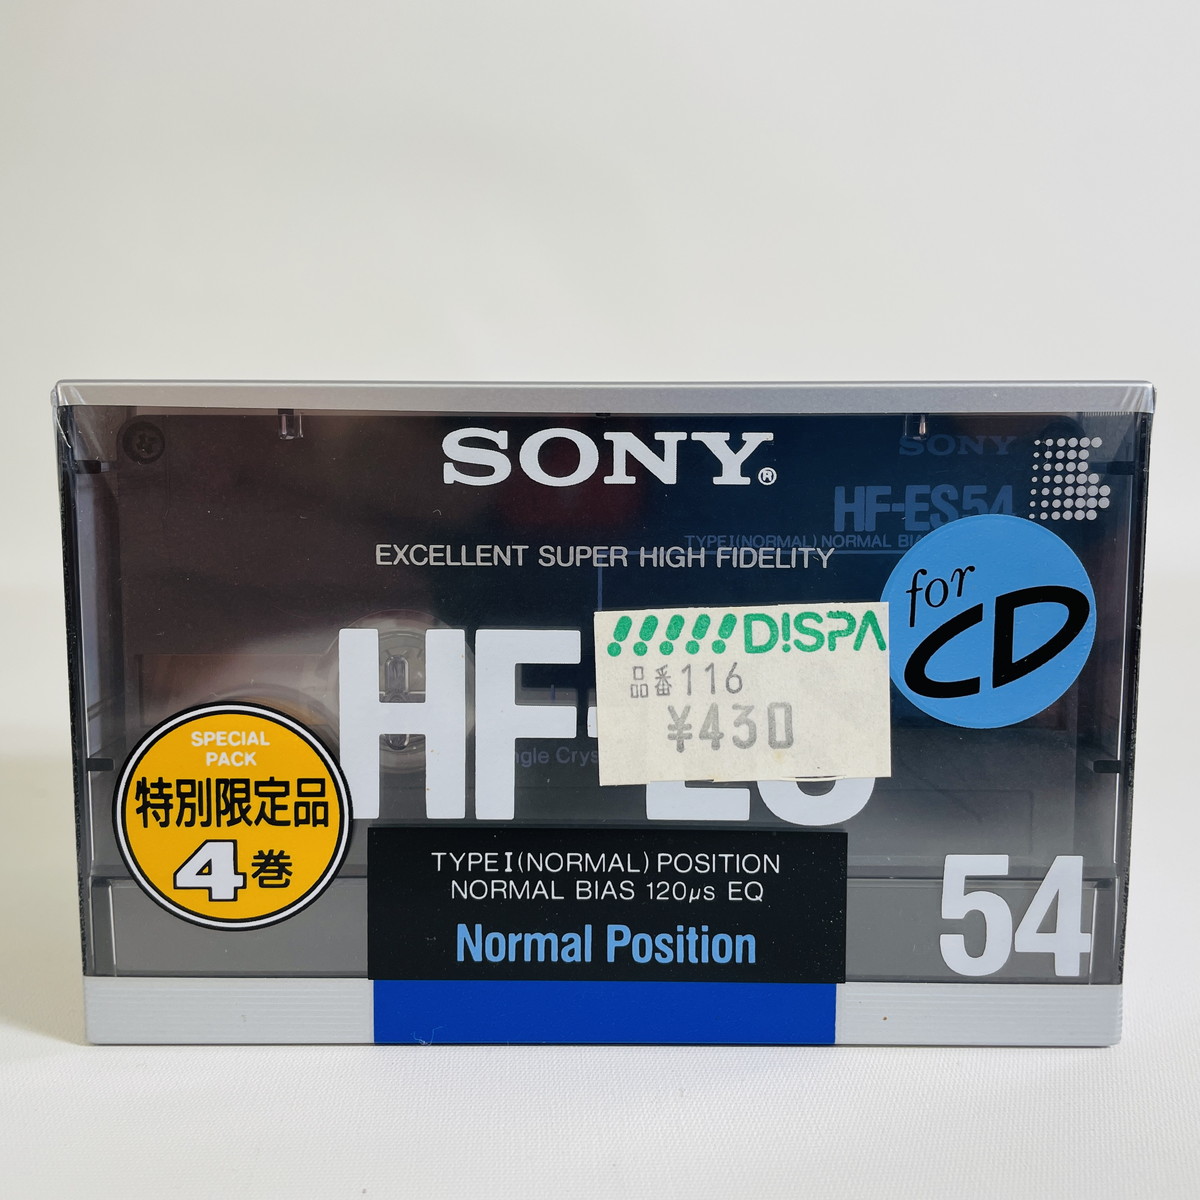 SONY®
SONY
HF-ES54
TYPE I (NORMAL) NORMAL
EXCELLENT SUPER HIGH FIDELITY
for
CD
!!!!!!D!SPA
品番116
¥430
HF-ES
SPECIAL
PACK
特別限定品
4巻
TYPE I (NORMAL) POSITION
NORMAL BIAS 120μs EQ
Normal Position
54